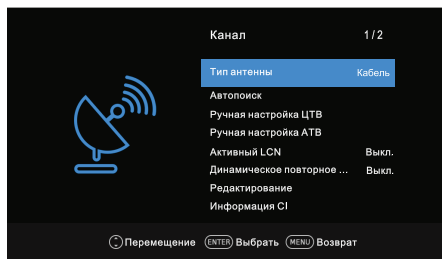 Канал 1/2
Тип антенны Кабель
Автопоиск
Ручная настройка ЦТВ
Ручная настройка АТВ
Активный LCN Выкл.
Динамическое повторное ... Выкл.
Редактирование
Информация CI
Перемещение ENTER Выбрать MENU Возврат